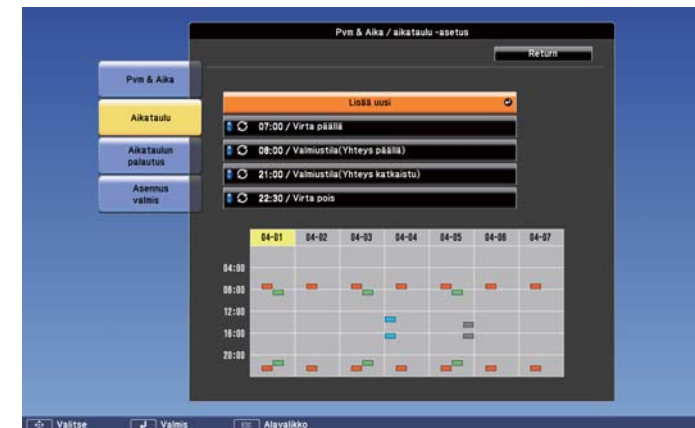 Pvm & Aika / aikataulu -asetus
Return
Pvm & Aika
Aikataulu
Aikataulun
palautus
Asennus
valmis
Lisää uusi
07:00 / Virta päällä
08:00 / Valmiustila(Yhteys päällä)
21:00 / Valmiustila(Yhteys katkaistu)
22:30 / Virta pois
04-01 04-02 04-03 04-04 04-05 04-06 04-07
04:00
08:00
12:00
16:00
20:00
Valitse Valmis Esc Alavalikko